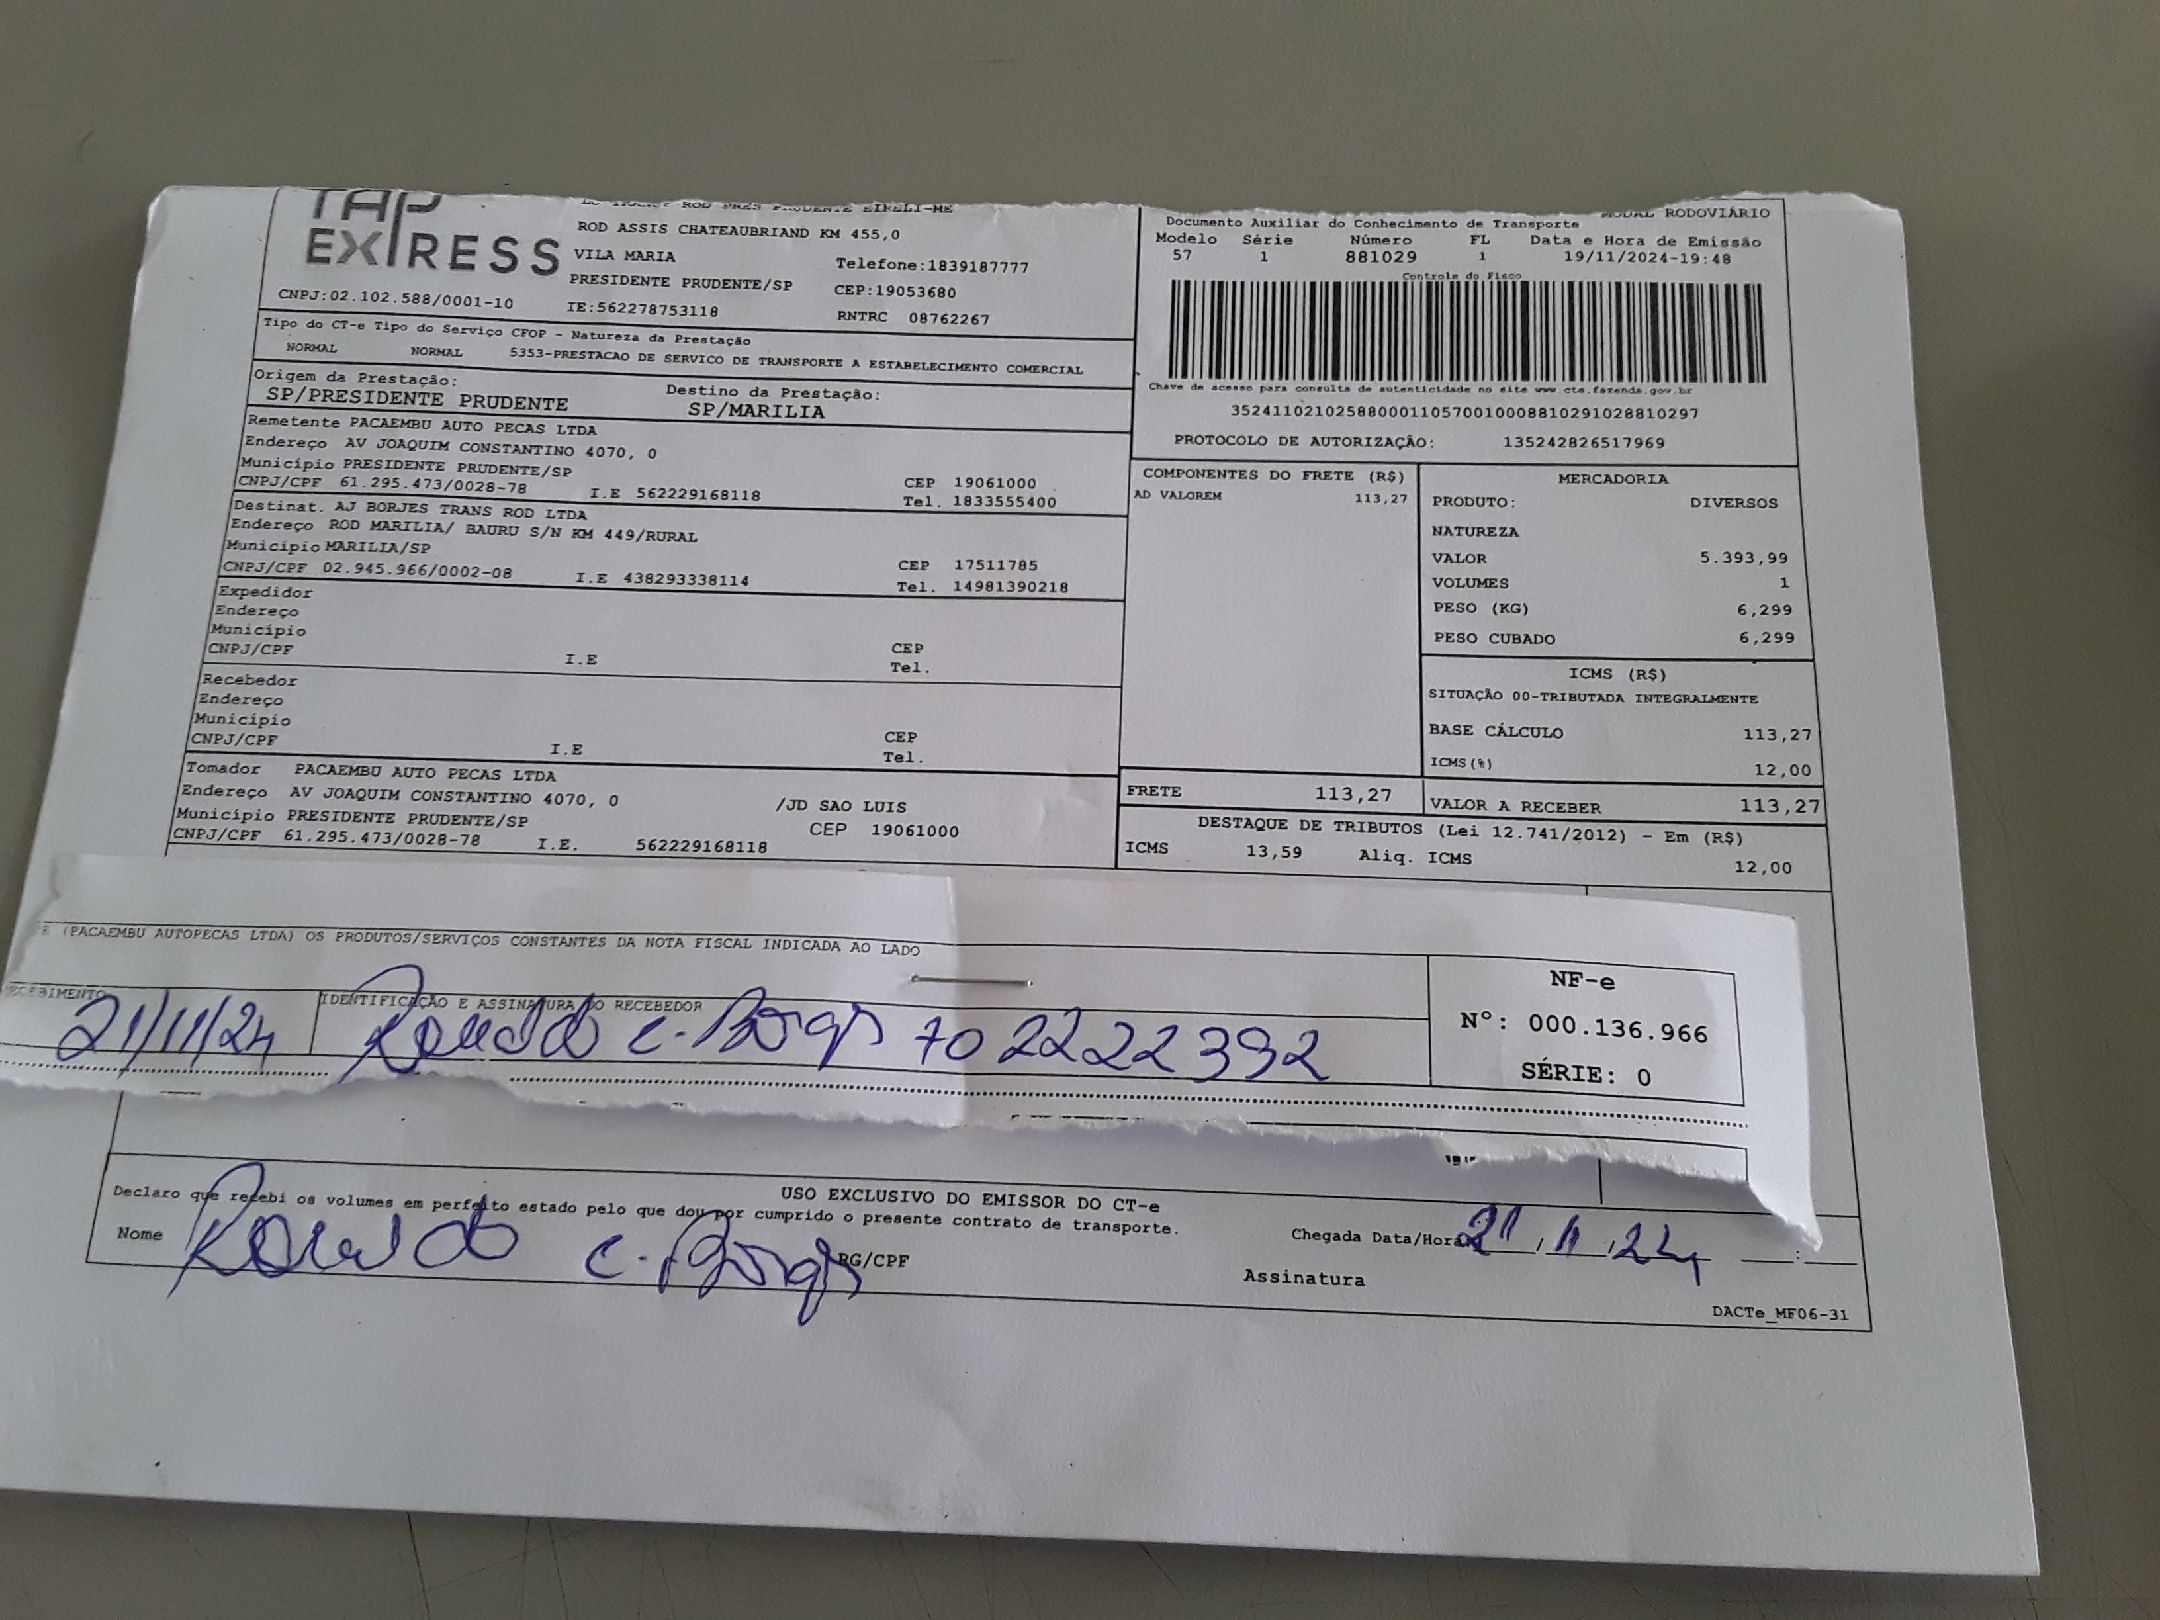 TAP
EXPRESS
ROD ASSIS CHATEAUBRIAND KM 455,0
VILA MARIA
Telefone:1839187777
PRESIDENTE PRUDENTE/SP
CEP:19053680
CNPJ:02.102.588/0001-10
IE:562278753118
RNTRC 08762267
MODAL RODOVIÁRIO
Documento Auxiliar do Conhecimento de Transporte
Modelo Série Número FL Data e Hora de Emissão
57 1 881029 1 19/11/2024-19:48
Controle do Fisco
Chave de acesso para consulta de autenticidade no site www.cte.fazenda.gov.br
35241102102588000110570010008810291028810297
PROTOCOLO DE AUTORIZAÇÃO: 135242826517969
Tipo do CT-e Tipo do Serviço CFOP - Natureza da Prestação
NORMAL NORMAL 5353-PRESTACAO DE SERVICO DE TRANSPORTE A ESTABELECIMENTO COMERCIAL
Origem da Prestação: Destino da Prestação:
SP/PRESIDENTE PRUDENTE SP/MARILIA
Remetente PACAEMBU AUTO PECAS LTDA
Endereço AV JOAQUIM CONSTANTINO 4070, 0
Município PRESIDENTE PRUDENTE/SP CEP 19061000
CNPJ/CPF 61.295.473/0028-78 I.E 562229168118 Tel. 1833555400
Destinat. AJ BORJES TRANS ROD LTDA
Endereço ROD MARILIA/ BAURU S/N KM 449/RURAL
Município MARILIA/SP CEP 17511785
CNPJ/CPF 02.945.966/0002-08 I.E 438293338114 Tel. 14981390218
Expedidor
Endereço
Município CEP
CNPJ/CPF I.E Tel.
Recebedor
Endereço
Município CEP
CNPJ/CPF I.E Tel.
Tomador PACAEMBU AUTO PECAS LTDA
Endereço AV JOAQUIM CONSTANTINO 4070, 0 /JD SAO LUIS
Município PRESIDENTE PRUDENTE/SP CEP 19061000
CNPJ/CPF 61.295.473/0028-78 I.E. 562229168118
COMPONENTES DO FRETE (R$)
AD VALOREM 113,27
MERCADORIA
PRODUTO: DIVERSOS
NATUREZA
VALOR 5.393,99
VOLUMES 1
PESO (KG) 6,299
PESO CUBADO 6,299
ICMS (R$)
SITUAÇÃO 00-TRIBUTADA INTEGRALMENTE
BASE CÁLCULO 113,27
ICMS(%) 12,00
FRETE 113,27 VALOR A RECEBER 113,27
DESTAQUE DE TRIBUTOS (Lei 12.741/2012) - Em (R$)
ICMS 13,59 Aliq. ICMS 12,00
(PACAEMBU AUTOPECAS LTDA) OS PRODUTOS/SERVIÇOS CONSTANTES DA NOTA FISCAL INDICADA AO LADO
IDENTIFICAÇÃO E ASSINATURA DO RECEBEDOR
21/11/24 Ronaldo C. Borges 702222392
NF-e
Nº: 000.136.966
SÉRIE: 0
USO EXCLUSIVO DO EMISSOR DO CT-e
Declaro que recebi os volumes em perfeito estado pelo que dou por cumprido o presente contrato de transporte.
Nome Ronaldo C. Borges RG/CPF
Chegada Data/Hora 21/11/24 :
Assinatura
DACTe_MF06-31